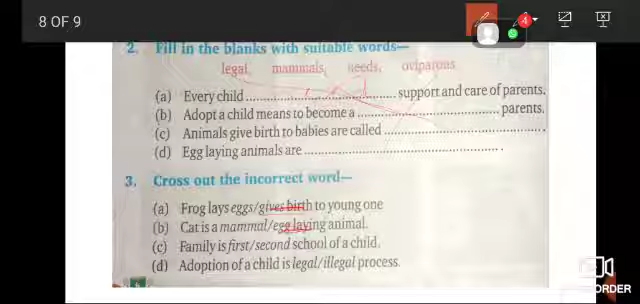 8 OF 9
4
2. Fill in the blanks with suitable words—
legal, mammals, needs, oviparous
(a) Every child ........................................ support and care of parents.
(b) Adopt a child means to become a ........................................ parents.
(c) Animals give birth to babies are called ........................................
(d) Egg laying animals are ........................................
3. Cross out the incorrect word—
(a) Frog lays eggs/gives birth to young one
(b) Cat is a mammal/egg laying animal.
(c) Family is first/second school of a child.
(d) Adoption of a child is legal/illegal process.
ORDER